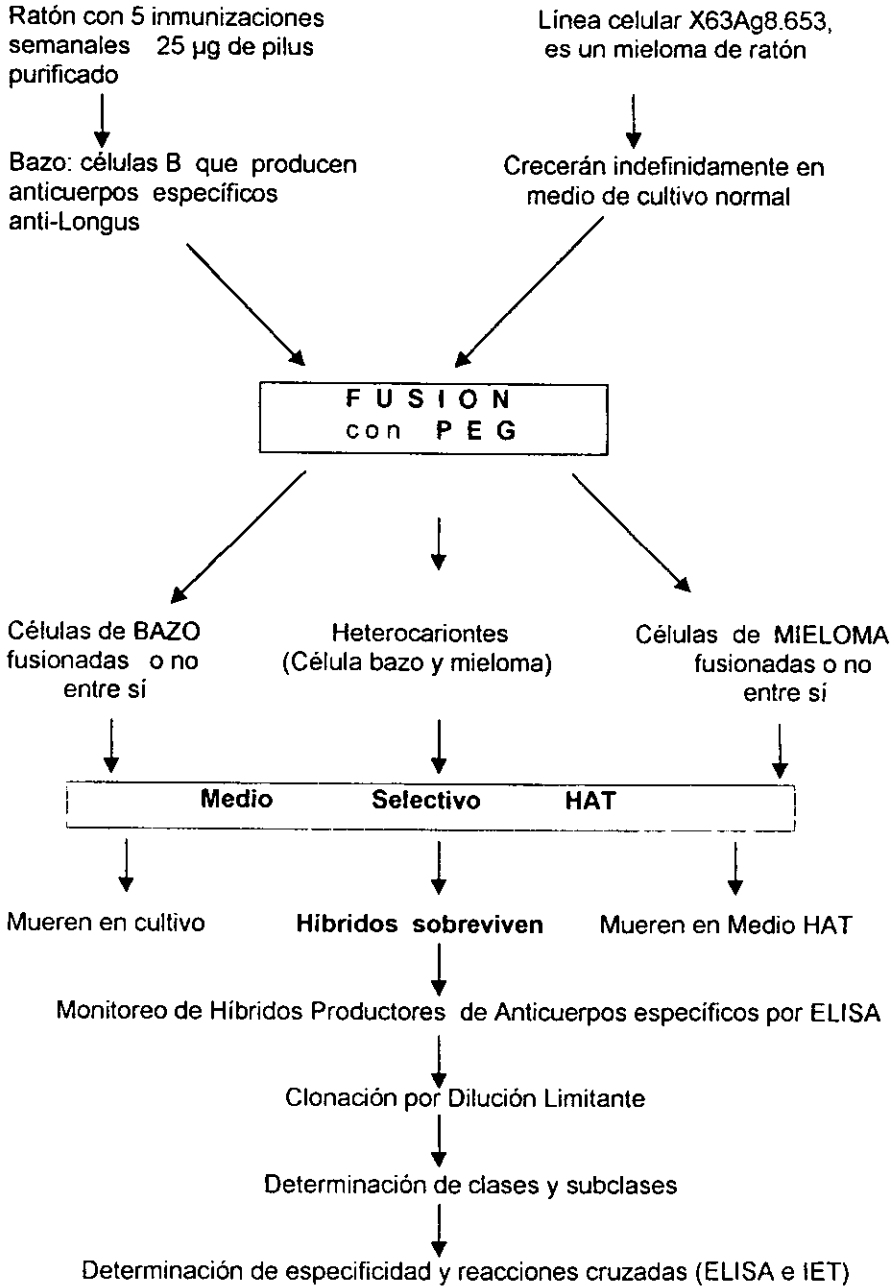 Ratón con 5 inmunizaciones
semanales 25 µg de pilus
purificado
Línea celular X63Ag8.653,
es un mieloma de ratón
Bazo: células B que producen
anticuerpos específicos
anti-Longus
Crecerán indefinidamente en
medio de cultivo normal
FUSION
con PEG
Células de BAZO
fusionadas o no
entre sí
Heterocariontes
(Célula bazo y mieloma)
Células de MIELOMA
fusionadas o no
entre sí
Medio Selectivo HAT
Mueren en cultivo
Híbridos sobreviven
Mueren en Medio HAT
Monitoreo de Híbridos Productores de Anticuerpos específicos por ELISA
Clonación por Dilución Limitante
Determinación de clases y subclases
Determinación de especificidad y reacciones cruzadas (ELISA e IET)